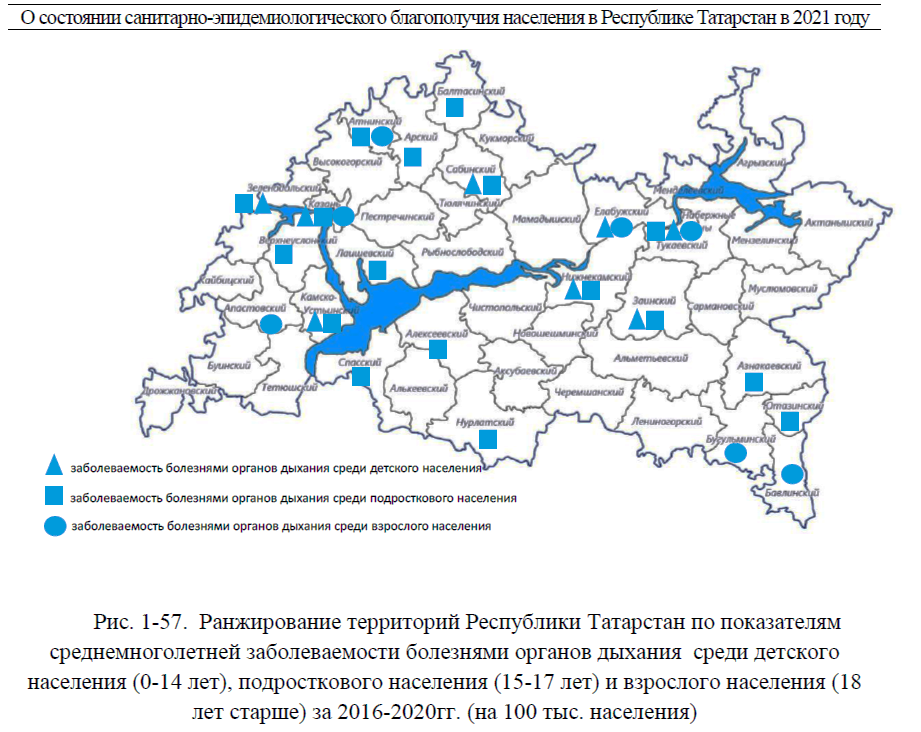 О состоянии санитарно-эпидемиологического благополучия населения в Республике Татарстан в 2021 году
Балтасинский
Атнинский
Арский
Кукморский
Высокогорский
Сабинский
Агрызский
Зеленодольский
Казань
Тюлячинский
Менделеевский
Пестречинский
Мамадышский
Елабужский
Набережные
Актанышский
Верхнеуслонский
Тукаевский
Мензелинский
Лаишевский
Рыбнослободский
Кайбицкий
Нижнекамский
Муслюмовский
Камско-
Устьинский
Апастовский
Чистопольский
Заинский
Сармановский
Алексеевский
Новошешминский
Буинский
Спасский
Альметьевский
Азнакаевский
Аксубаевский
Дрожжановский
Тетюшский
Алькеевский
Черемшанский
Ютазинский
Нурлатский
Лениногорский
Бугульминский
Бавлинский
заболеваемость болезнями органов дыхания среди детского населения
заболеваемость болезнями органов дыхания среди подросткового населения
заболеваемость болезнями органов дыхания среди взрослого населения
Рис. 1-57. Ранжирование территорий Республики Татарстан по показателям
среднемноголетней заболеваемости болезнями органов дыхания среди детского
населения (0-14 лет), подросткового населения (15-17 лет) и взрослого населения (18
лет старше) за 2016-2020гг. (на 100 тыс. населения)